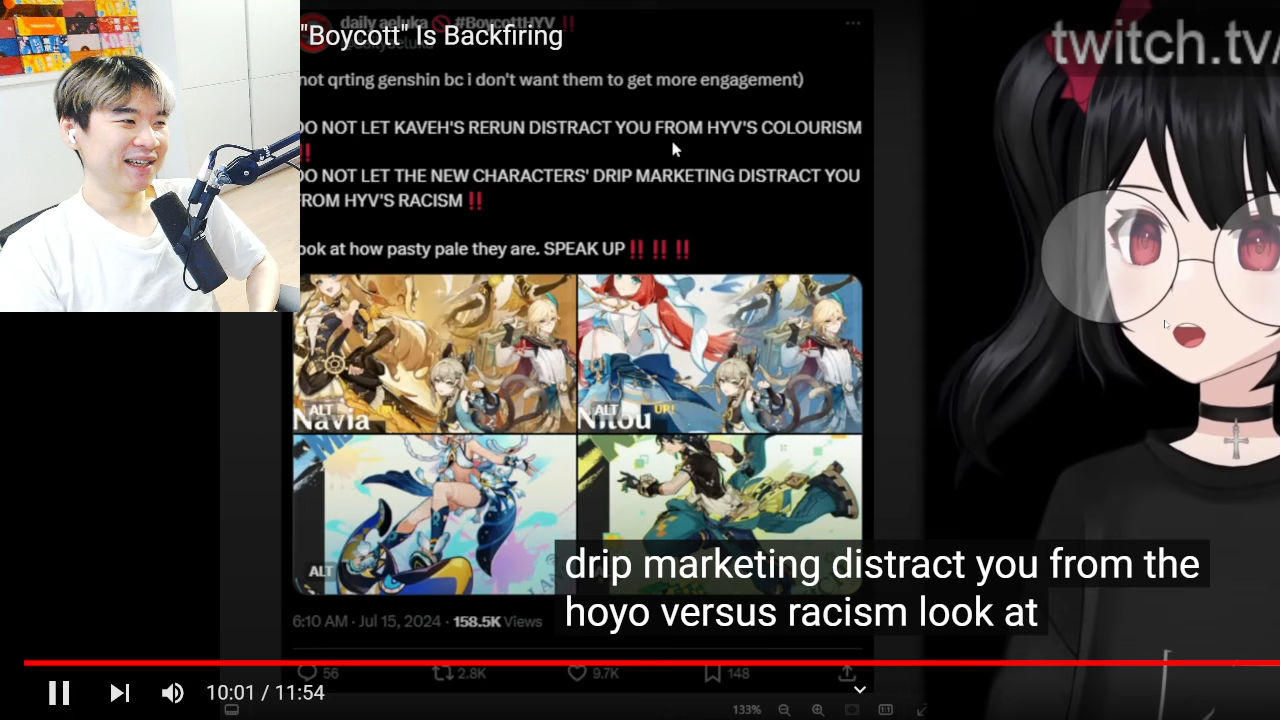 "Boycott" Is Backfiring
daily aeluka 🚫 #BoycottHYV ‼️
twitch.tv/
not qrting genshin bc i don't want them to get more engagement)
DO NOT LET KAVEH'S RERUN DISTRACT YOU FROM HYV'S COLOURISM
‼️
DO NOT LET THE NEW CHARACTERS' DRIP MARKETING DISTRACT YOU
FROM HYV'S RACISM ‼️
look at how pasty pale they are. SPEAK UP ‼️ ‼️ ‼️
ALT
Navia
ALT
Nilou
ALT
drip marketing distract you from the
hoyo versus racism look at
6:10 AM · Jul 15, 2024 · 158.5K Views
56 2.8K 9.7K 148
10:01 / 11:54
133%